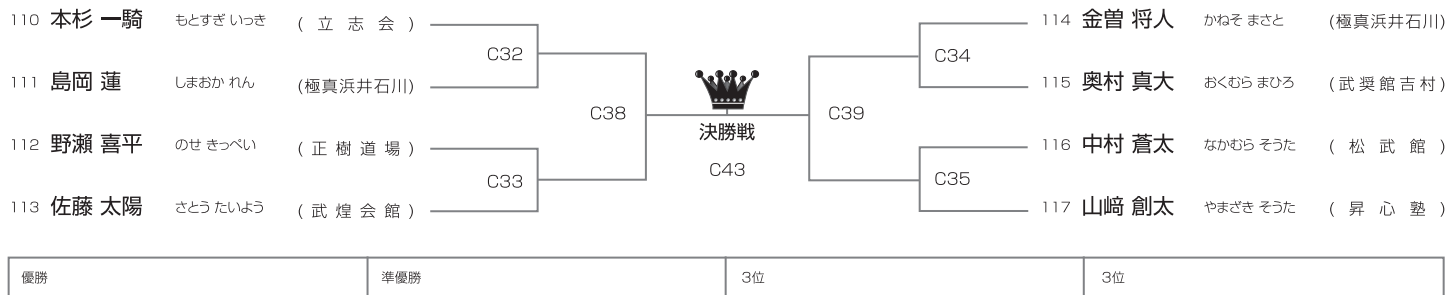 110 本杉 一騎 もとすぎ いっき (立志会)
C32
111 島岡 蓮 しまおか れん (極真浜井石川)
C38
112 野瀬 喜平 のせ きっぺい (正樹道場)
C33
113 佐藤 太陽 さとう たいよう (武煌会館)
決勝戦
C43
114 金曽 将人 かねそ まさと (極真浜井石川)
C34
115 奥村 真大 おくむら まひろ (武奨館吉村)
C39
116 中村 蒼太 なかむら そうた (松武館)
C35
117 山﨑 創太 やまざき そうた (昇心塾)
優勝 準優勝 3位 3位